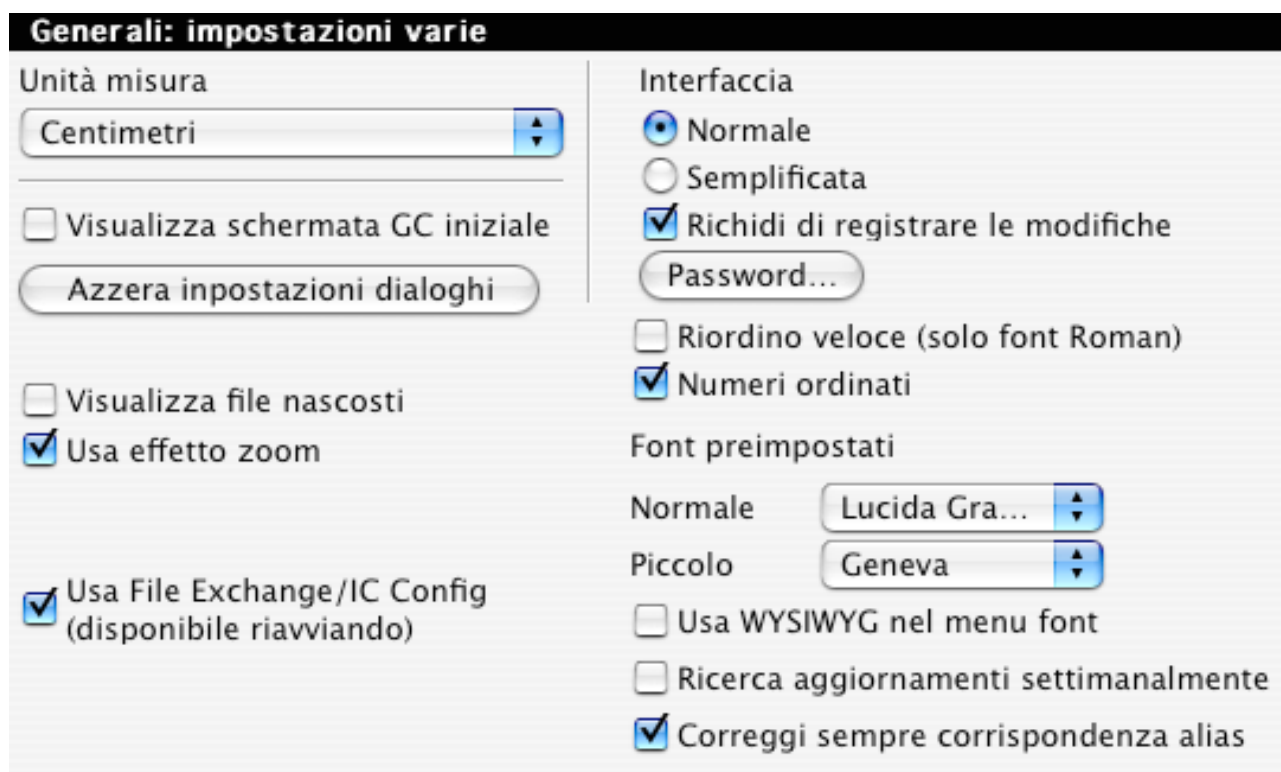 Generali: impostazioni varie
Unità misura
Centimetri
Visualizza schermata GC iniziale
Azzera inpostazioni dialoghi
Visualizza file nascosti
Usa effetto zoom
Usa File Exchange/IC Config
(disponibile riavviando)
Interfaccia
Normale
Semplificata
Richidi di registrare le modifiche
Password...
Riordino veloce (solo font Roman)
Numeri ordinati
Font preimpostati
Normale Lucida Gra...
Piccolo Geneva
Usa WYSIWYG nel menu font
Ricerca aggiornamenti settimanalmente
Correggi sempre corrispondenza alias